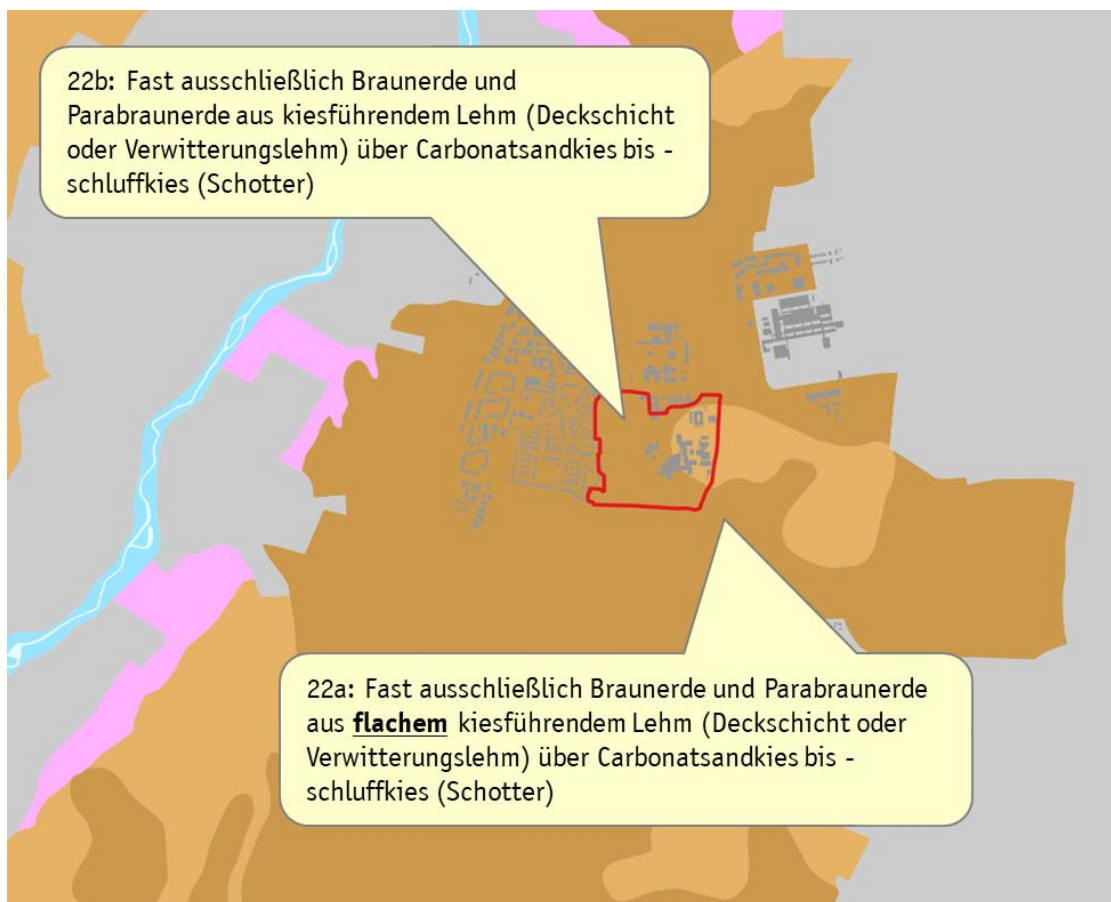 22b: Fast ausschließlich Braunerde und
Parabraunerde aus kiesführendem Lehm (Deckschicht
oder Verwitterungslehm) über Carbonatsandkies bis -
schluffkies (Schotter)
22a: Fast ausschließlich Braunerde und Parabraunerde
aus flachem kiesführendem Lehm (Deckschicht oder
Verwitterungslehm) über Carbonatsandkies bis -
schluffkies (Schotter)